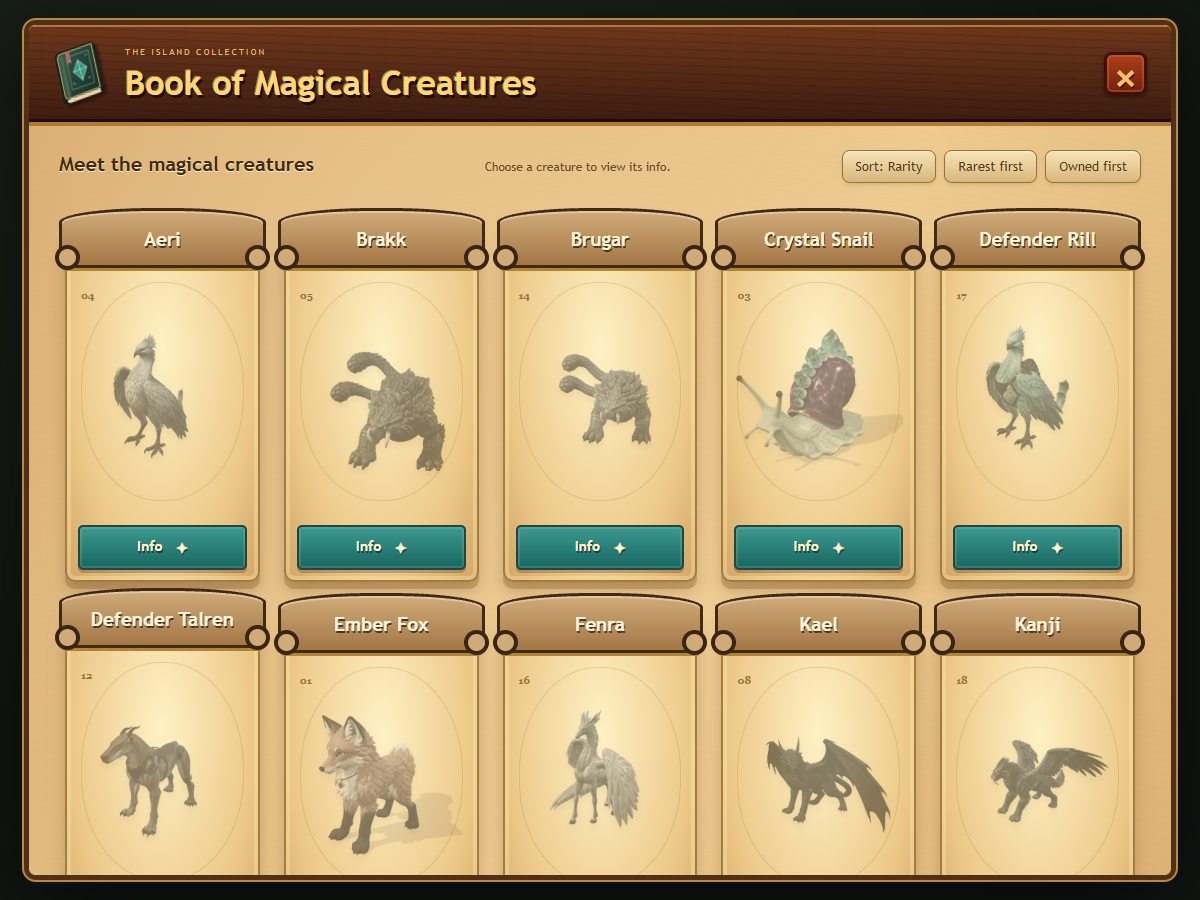 THE ISLAND COLLECTION
Book of Magical Creatures
Meet the magical creatures
Choose a creature to view its info.
Sort: Rarity
Rarest first
Owned first
Aeri
Brakk
Brugar
Crystal Snail
Defender Rill
04
05
14
03
17
Info
Info
Info
Info
Info
Defender Talren
Ember Fox
Fenra
Kael
Kanji
12
01
16
08
18